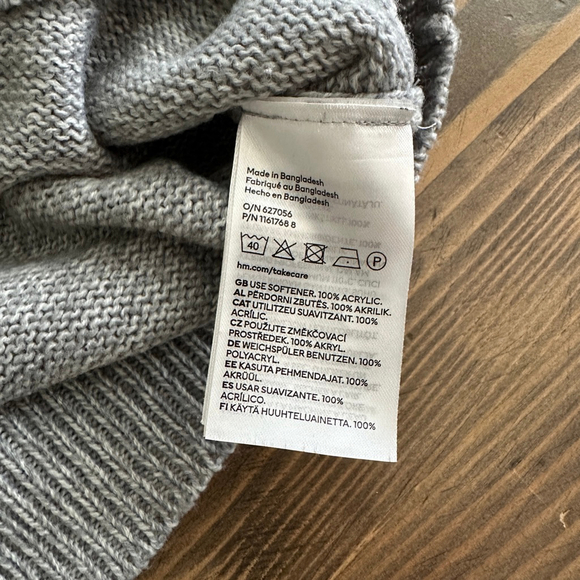 Made in Bangladesh
Fabriqué au Bangladesh
Hecho en Bangladesh
O/N 627056
P/N 1161768 8
40
P
hm.com/takecare
GB USE SOFTENER. 100% ACRYLIC.
AL PËRDORNI ZBUTËS. 100% AKRILIK.
CAT UTILITZEU SUAVITZANT. 100%
ACRÍLIC.
CZ POUŽIJTE ZMĚKČOVACÍ
PROSTŘEDEK. 100% AKRYL.
DE WEICHSPÜLER BENUTZEN. 100%
POLYACRYL.
EE KASUTA PEHMENDAJAT. 100%
AKRÜÜL.
ES USAR SUAVIZANTE. 100%
ACRÍLICO.
FI KÄYTÄ HUUHTELUAINETTA. 100%